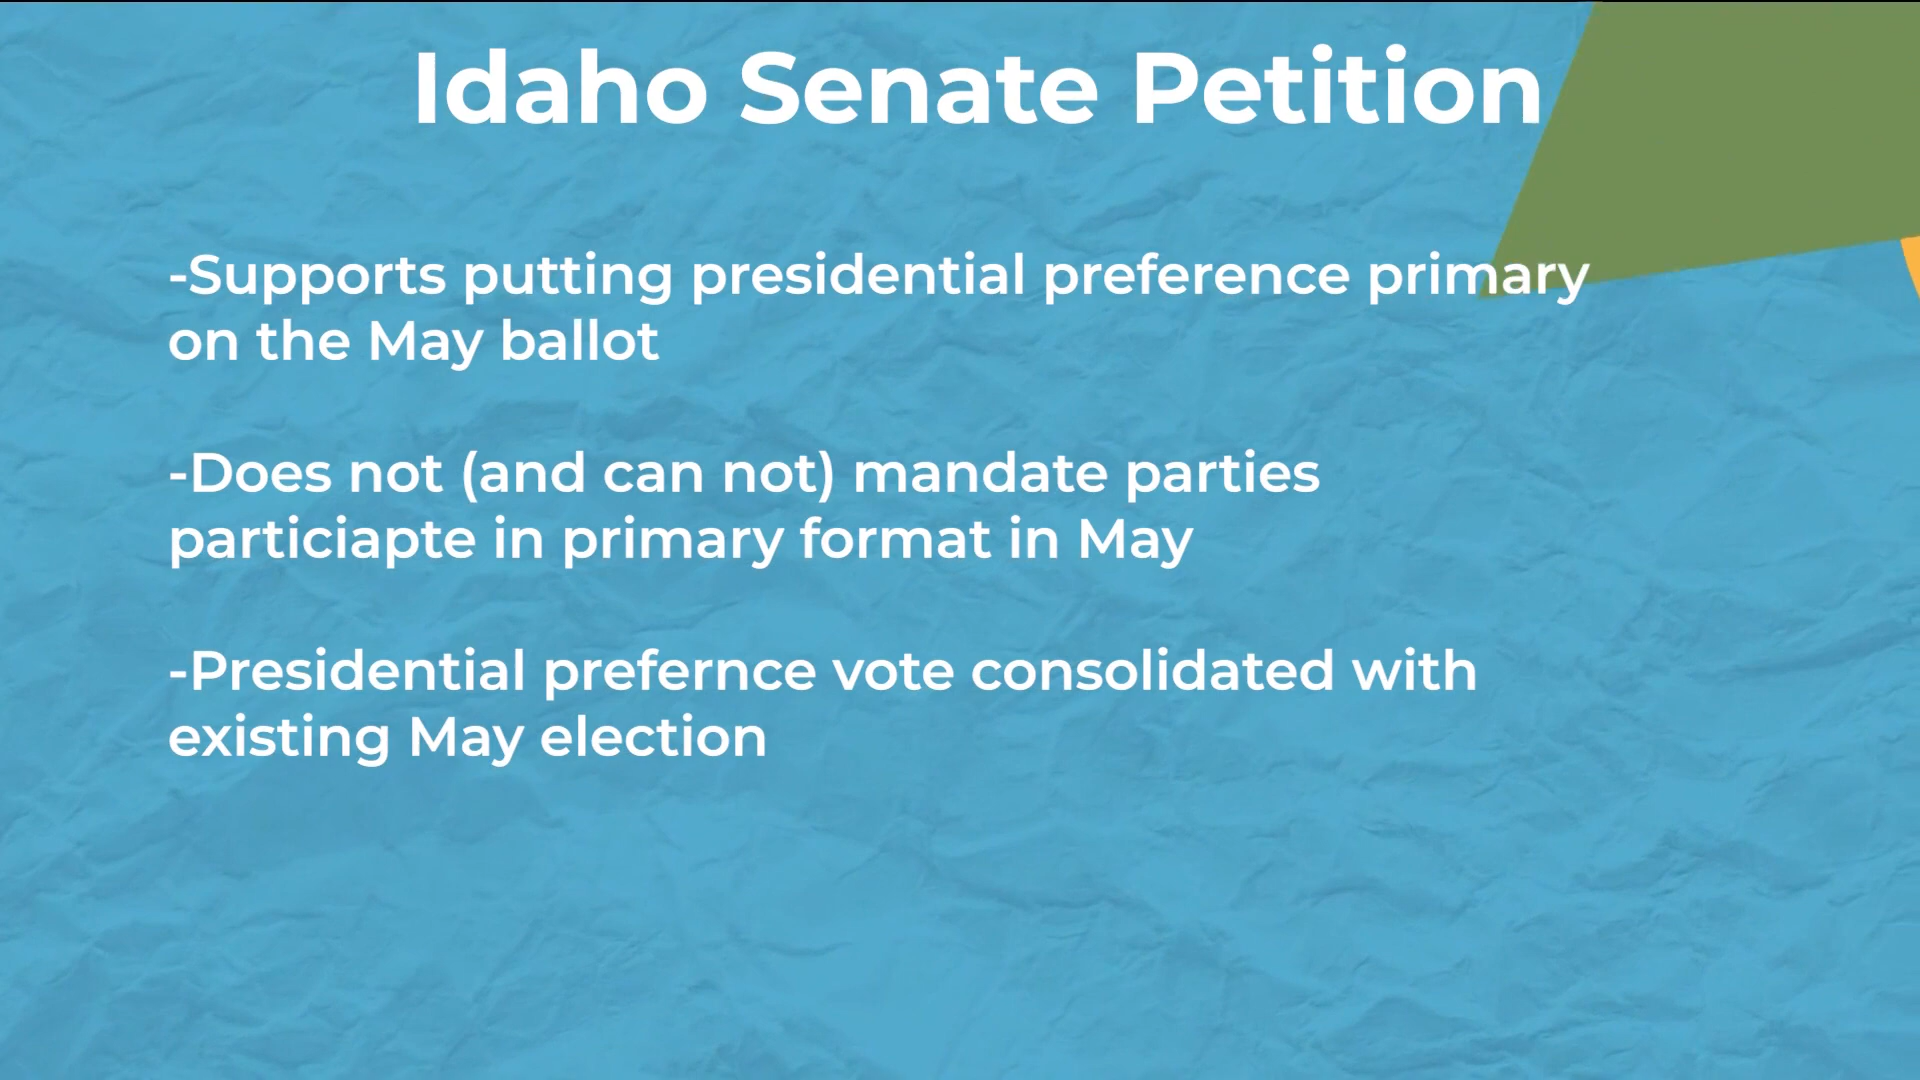 Idaho Senate Petition
-Supports putting presidential preference primary
on the May ballot
-Does not (and can not) mandate parties
particiapte in primary format in May
-Presidential prefernce vote consolidated with
existing May election